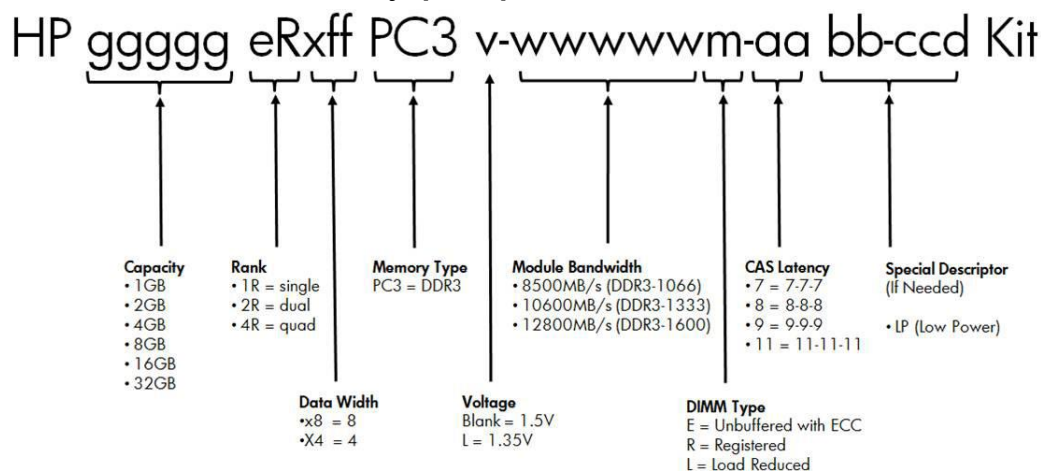 HP ggggg eRxff PC3 v-wwwwwm-aa bb-ccd Kit
Capacity
• 1GB
• 2GB
• 4GB
• 8GB
• 16GB
• 32GB
Rank
• 1R = single
• 2R = dual
• 4R = quad
Memory Type
PC3 = DDR3
Module Bandwidth
• 8500MB/s (DDR3-1066)
• 10600MB/s (DDR3-1333)
• 12800MB/s (DDR3-1600)
CAS Latency
• 7 = 7-7-7
• 8 = 8-8-8
• 9 = 9-9-9
• 11 = 11-11-11
Special Descriptor
(If Needed)
• LP (Low Power)
Data Width
•x8 = 8
•X4 = 4
Voltage
Blank = 1.5V
L = 1.35V
DIMM Type
E = Unbuffered with ECC
R = Registered
L = Load Reduced